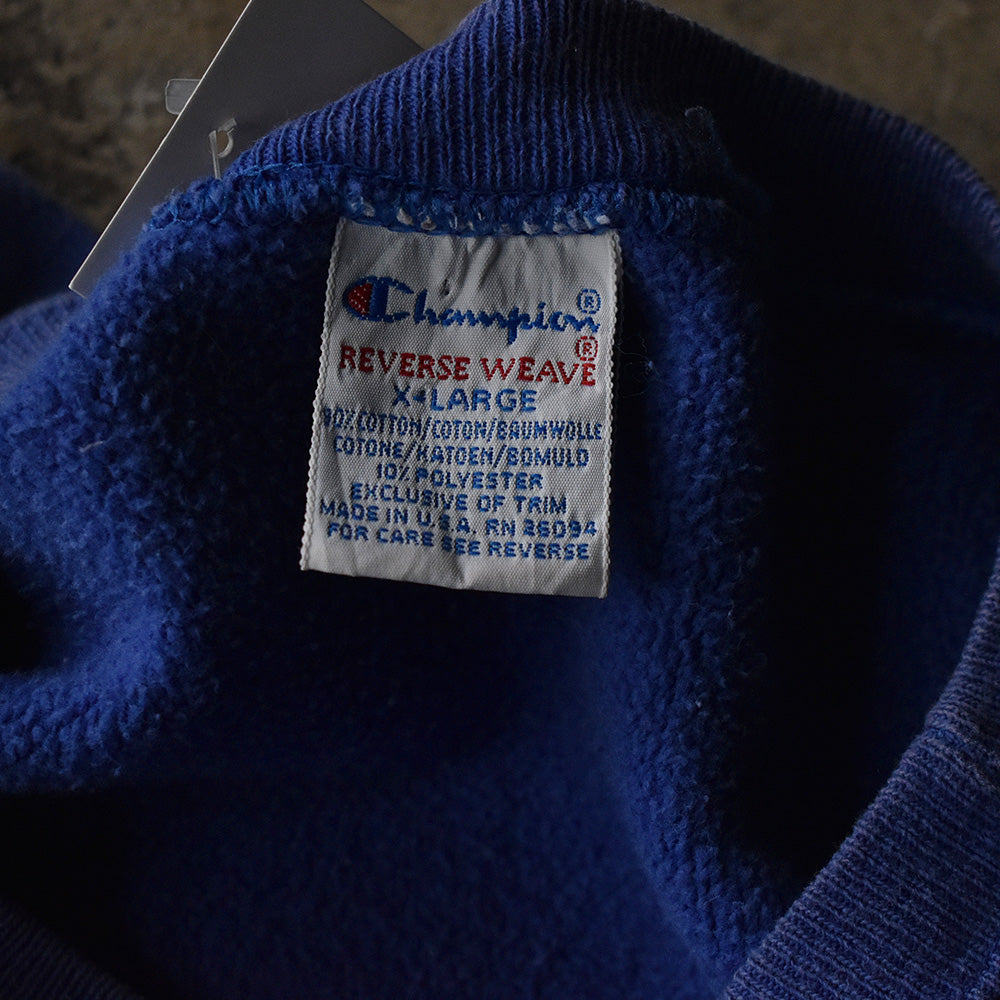 Champion®
REVERSE WEAVE®
X-LARGE
90% COTTON/COTON/BAUMWOLLE
COTONE/KATOEN/BOMULD
10% POLYESTER
EXCLUSIVE OF TRIM
MADE IN U.S.A. RN 26094
FOR CARE SEE REVERSE